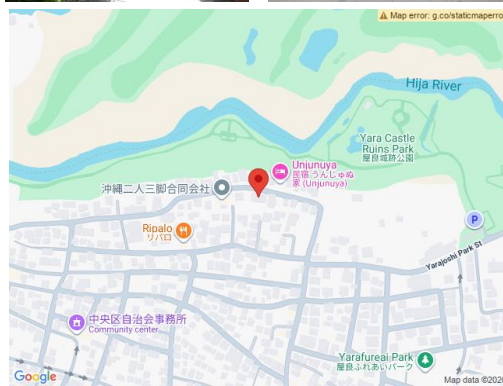 Map error: g.co/staticmaperro
Hija River
Yara Castle
Ruins Park
屋良城跡公園
Unjunuya
民宿 うんじゅぬ
家 (Unjunuya)
沖縄二人三脚合同会社
Ripalo
リパロ
P
Yarajoshi Park St
中央区自治会事務所
Community center
Yarafureai Park
屋良ふれあいパーク
Google
Map data ©202